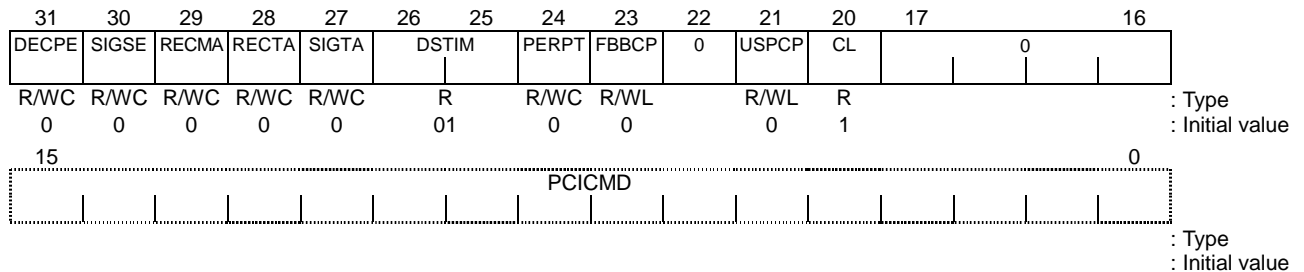 31 30 29 28 27 26 25 24 23 22 21 20 17 16
DECPE SIGSE RECMA RECTA SIGTA DSTIM PERPT FBBCP 0 USPCP CL 0
R/WC R/WC R/WC R/WC R/WC R R/WC R/WL R/WL R : Type
0 0 0 0 0 01 0 0 0 1 : Initial value
15 0
PCICMD
: Type
: Initial value